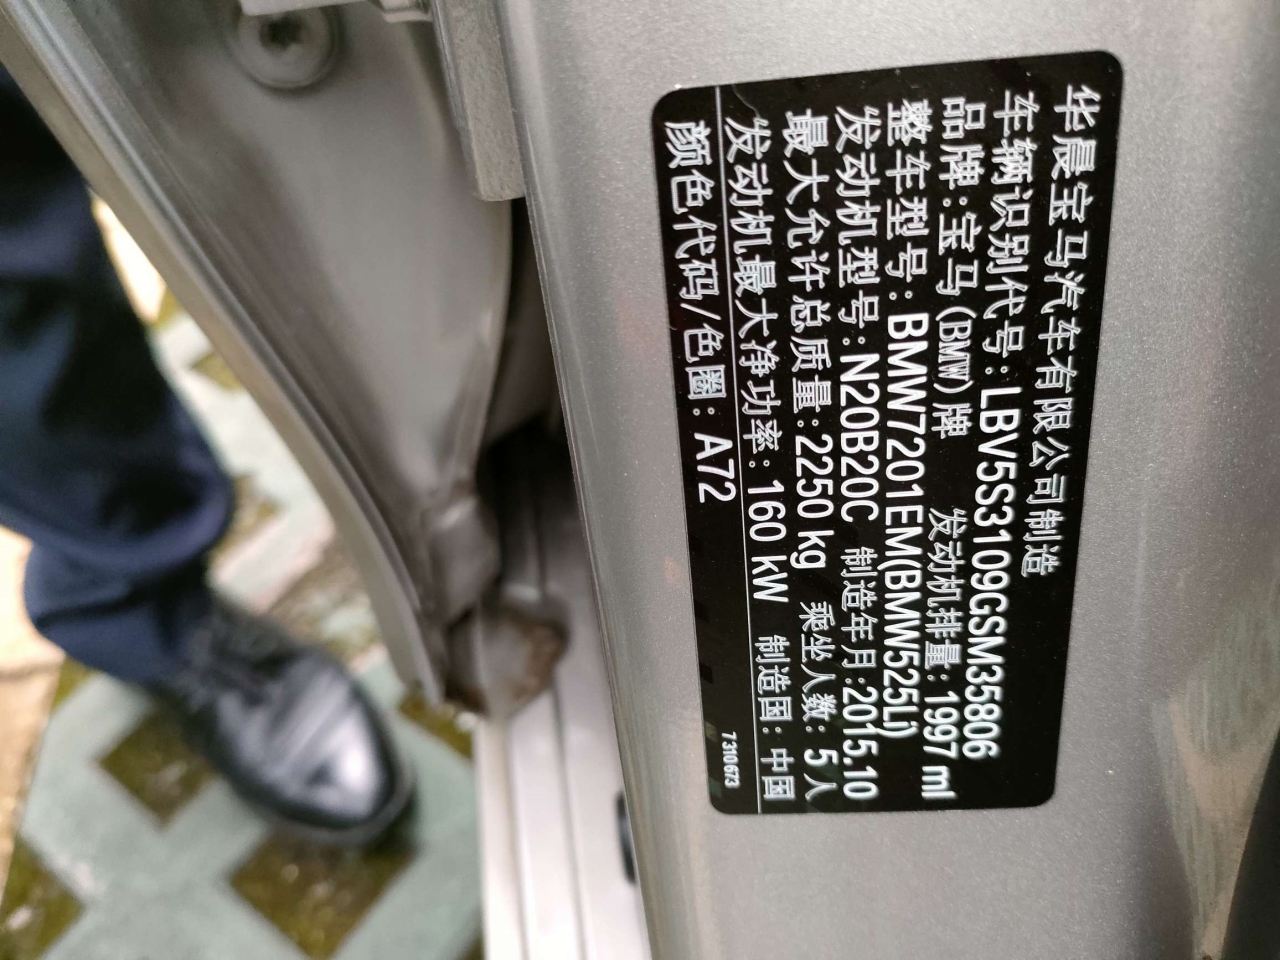 华晨宝马汽车有限公司制造
车辆识别代号:LBV5S3109GSM35806
品牌:宝马(BMW)牌 发动机排量:1997 ml
整车型号:BMW7201EM(BMW525Li)
发动机型号:N20B20C 制造年月:2015.10
最大允许总质量:2250 kg 乘坐人数:5人
发动机最大净功率:160 kW 制造国:中国
颜色代码/色圈:A72 7310673